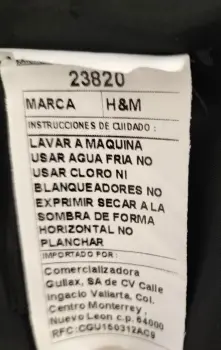 23820
MARCA H&M
INSTRUCCIONES DE CUIDADO :
LAVAR A MAQUINA
USAR AGUA FRIA NO
USAR CLORO NI
BLANQUEADORES NO
EXPRIMIR SECAR A LA
SOMBRA DE FORMA
HORIZONTAL NO
PLANCHAR
IMPORTADO POR :
Comercializadora
Gullax, SA de CV Calle
Ingacio Vallarta, Col.
Centro Monterrey,
Nuevo Leon c.p. 64000
RFC:CGU160312AC9